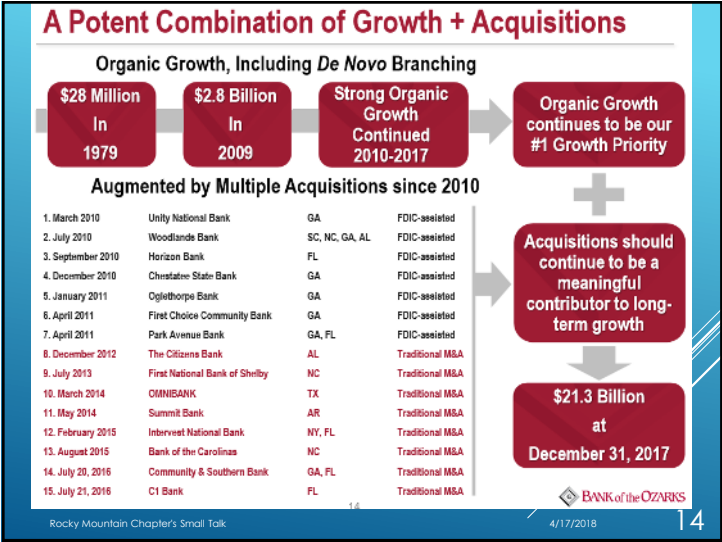 A Potent Combination of Growth + Acquisitions
Organic Growth, Including De Novo Branching
$28 Million
In
1979
$2.8 Billion
In
2009
Strong Organic
Growth
Continued
2010-2017
Organic Growth
continues to be our
#1 Growth Priority
Augmented by Multiple Acquisitions since 2010
1. March 2010 Unity National Bank GA FDIC-assisted
2. July 2010 Woodlands Bank SC, NC, GA, AL FDIC-assisted
3. September 2010 Horizon Bank FL FDIC-assisted
4. December 2010 Chestatee State Bank GA FDIC-assisted
5. January 2011 Oglethorpe Bank GA FDIC-assisted
6. April 2011 First Choice Community Bank GA FDIC-assisted
7. April 2011 Park Avenue Bank GA, FL FDIC-assisted
8. December 2012 The Citizens Bank AL Traditional M&A
9. July 2013 First National Bank of Shelby NC Traditional M&A
10. March 2014 OMNIBANK TX Traditional M&A
11. May 2014 Summit Bank AR Traditional M&A
12. February 2015 Intervest National Bank NY, FL Traditional M&A
13. August 2015 Bank of the Carolinas NC Traditional M&A
14. July 20, 2016 Community & Southern Bank GA, FL Traditional M&A
15. July 21, 2016 C1 Bank FL Traditional M&A
Acquisitions should
continue to be a
meaningful
contributor to long-
term growth
$21.3 Billion
at
December 31, 2017
BANK of the OZARKS
14
Rocky Mountain Chapter's Small Talk
4/17/2018
14